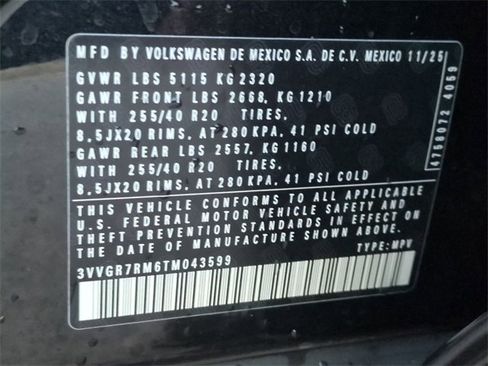 MFD BY VOLKSWAGEN DE MEXICO S.A. DE C.V. MEXICO 11/25
GVWR LBS 5115 KG 2320
GAWR FRONT LBS 2668, KG 1210
WITH 255/40 R20 TIRES,
8,5JX20 RIMS, AT 280 KPA, 41 PSI COLD
GAWR REAR LBS 2557, KG 1160
WITH 255/40 R20 TIRES,
8,5JX20 RIMS, AT 280 KPA, 41 PSI COLD
THIS VEHICLE CONFORMS TO ALL APPLICABLE
U.S. FEDERAL MOTOR VEHICLE SAFETY AND
THEFT PREVENTION STANDARDS IN EFFECT ON
THE DATE OF MANUFACTURE SHOWN ABOVE.
3VVGR7RM6TM043599 TYPE: MPV
4758072 4059